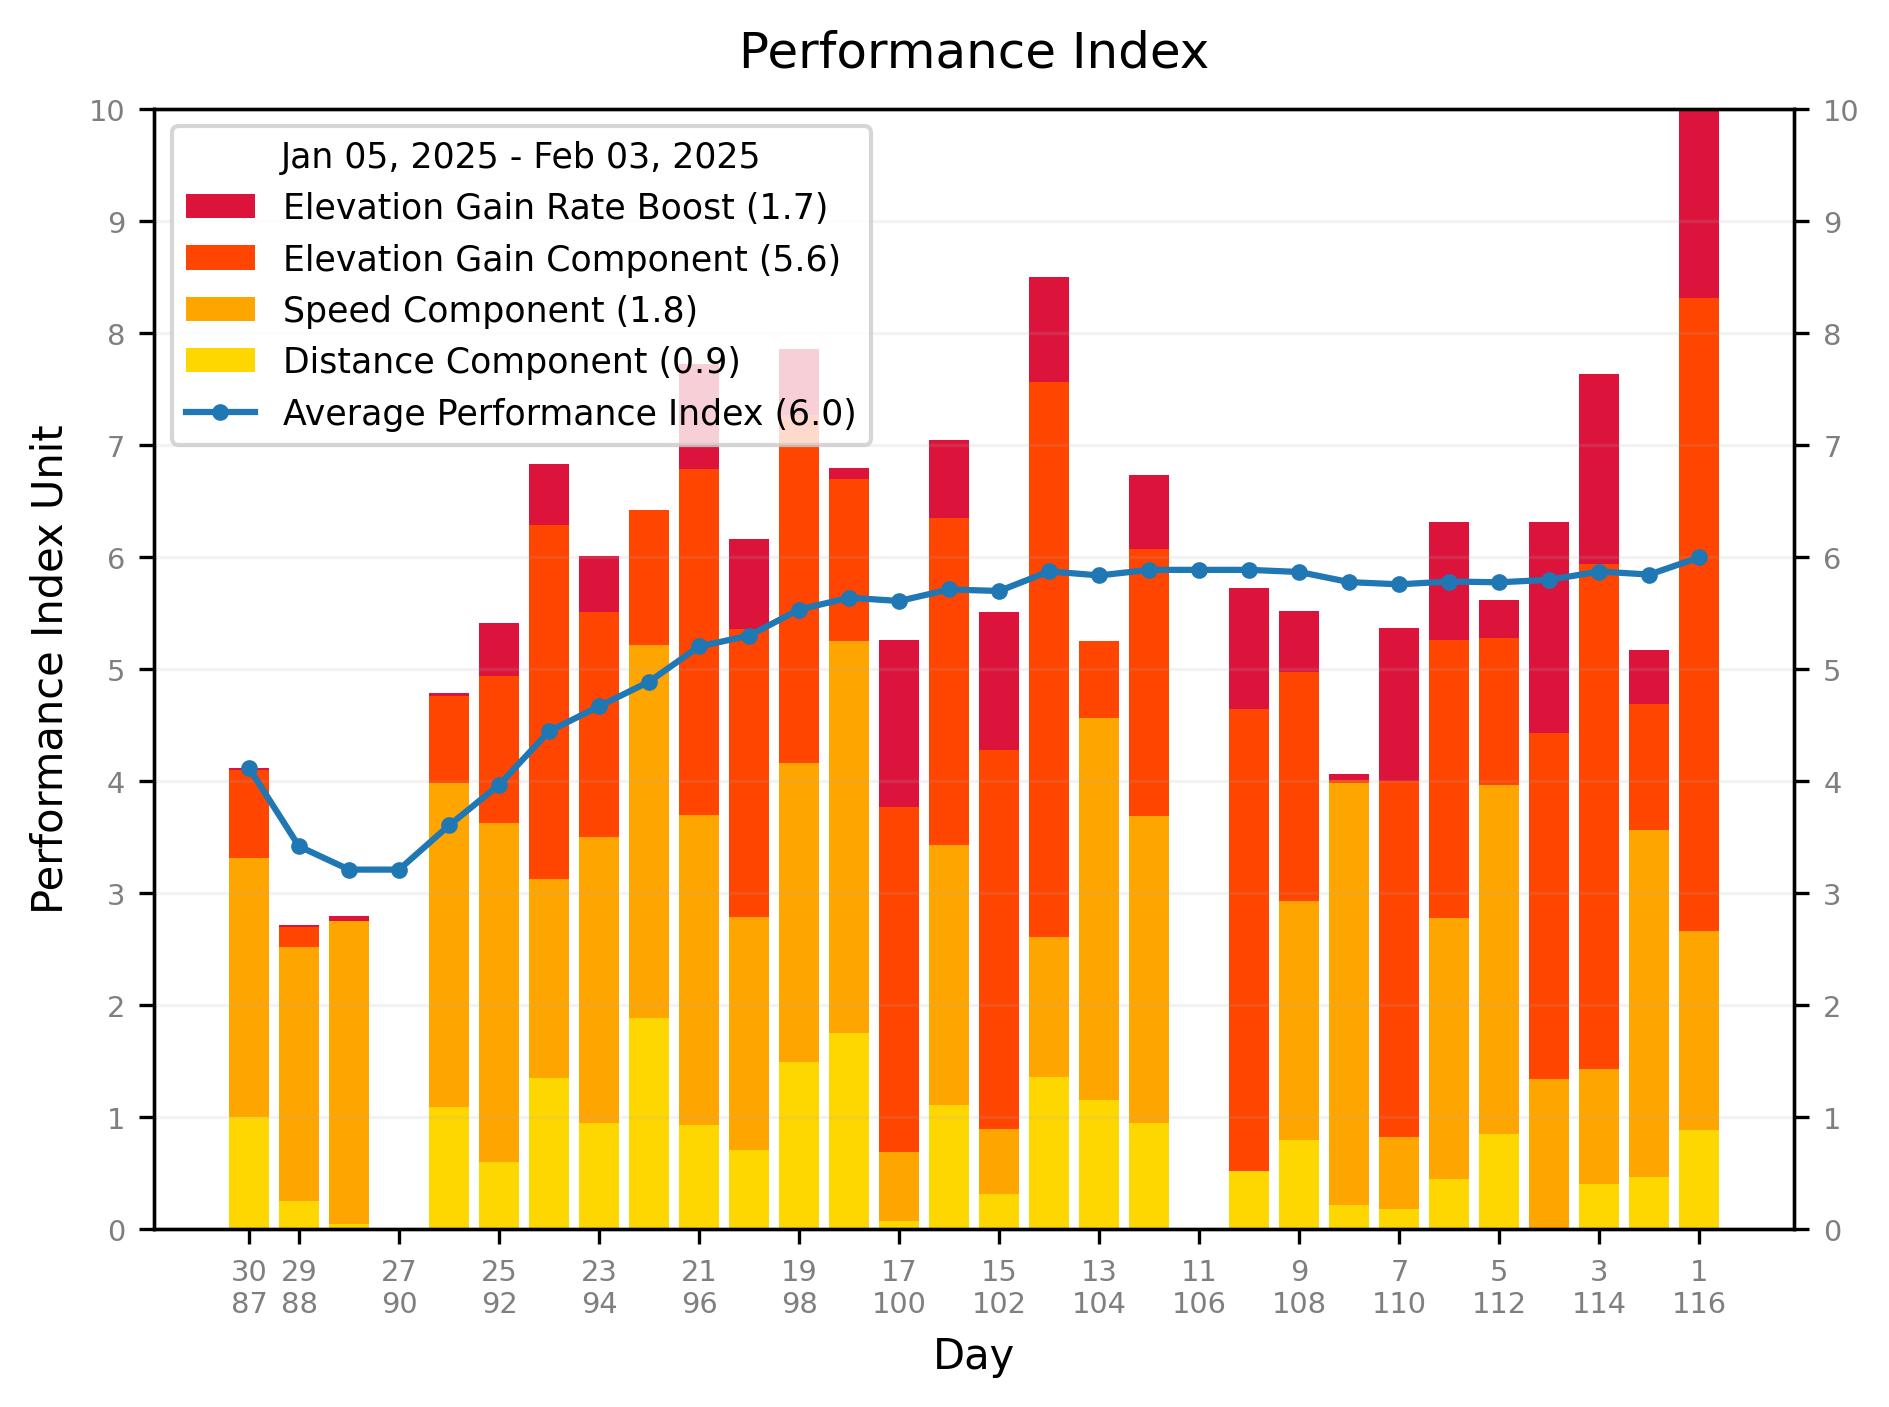 Performance Index
Jan 05, 2025 - Feb 03, 2025
Elevation Gain Rate Boost (1.7)
Elevation Gain Component (5.6)
Speed Component (1.8)
Distance Component (0.9)
Average Performance Index (6.0)
Performance Index Unit
10
9
8
7
6
5
4
3
2
1
0
10
9
8
7
6
5
4
3
2
1
0
30 29 27 25 23 21 19 17 15 13 11 9 7 5 3 1
87 88 90 92 94 96 98 100 102 104 106 108 110 112 114 116
Day